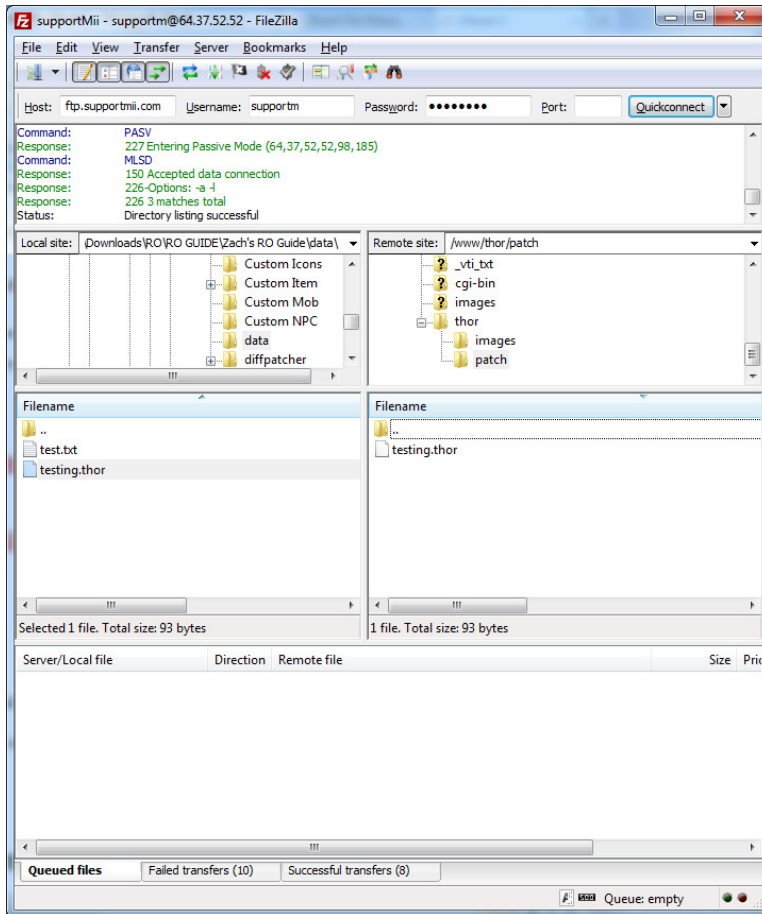 supportMii - supportm@64.37.52.52 - FileZilla
File Edit View Transfer Server Bookmarks Help
Host: ftp.supportmii.com Username: supportm Password: •••••••• Port: Quickconnect
Command: PASV
Response: 227 Entering Passive Mode (64,37,52,52,98,185)
Command: MLSD
Response: 150 Accepted data connection
Response: 226-Options: -a -l
Response: 226 3 matches total
Status: Directory listing successful
Local site: \Downloads\RO\RO GUIDE\Zach's RO Guide\data\
Custom Icons
Custom Item
Custom Mob
Custom NPC
data
diffpatcher
Remote site: /www/thor/patch
_vti_txt
cgi-bin
images
thor
images
patch
Filename
..
test.txt
testing.thor
Selected 1 file. Total size: 93 bytes
Filename
..
testing.thor
1 file. Total size: 93 bytes
Server/Local file Direction Remote file Size Pric
Queued files Failed transfers (10) Successful transfers (8)
Queue: empty